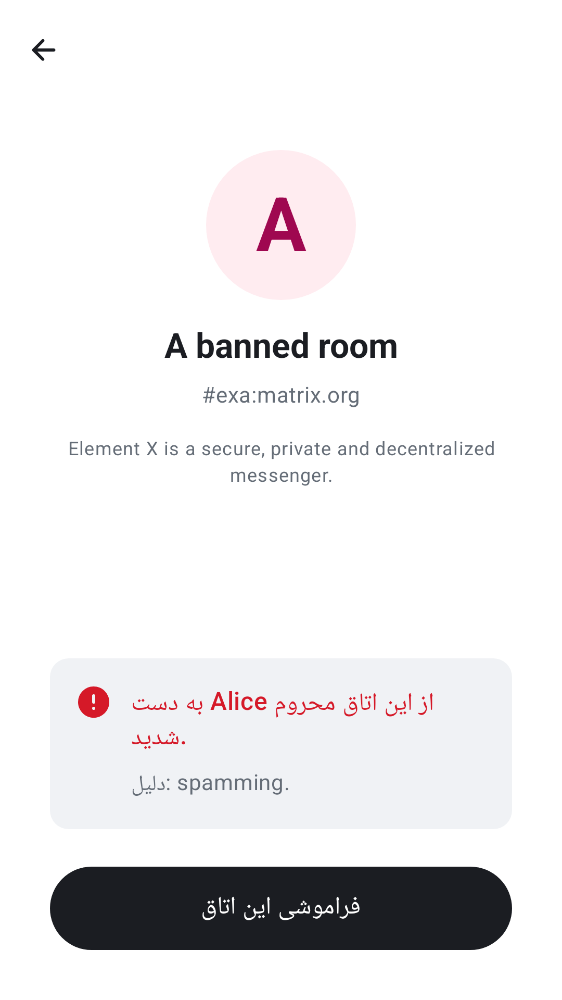 A
A banned room
#exa:matrix.org
Element X is a secure, private and decentralized
messenger.
به دست Alice از این اتاق محروم
شدید.
دلیل: spamming.
فراموشی این اتاق